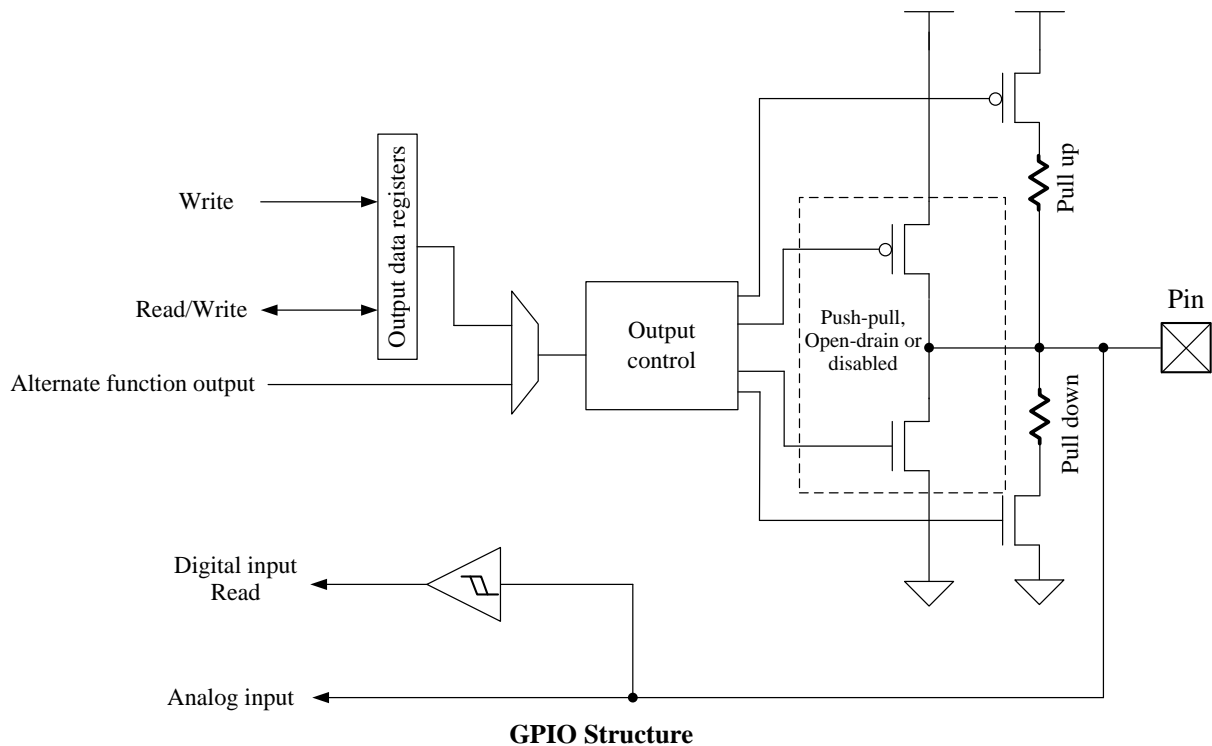 Output data registers
Write
Read/Write
Alternate function output
Output
control
Push-pull,
Open-drain or
disabled
Pull up
Pull down
Pin
Digital input
Read
Analog input
GPIO Structure